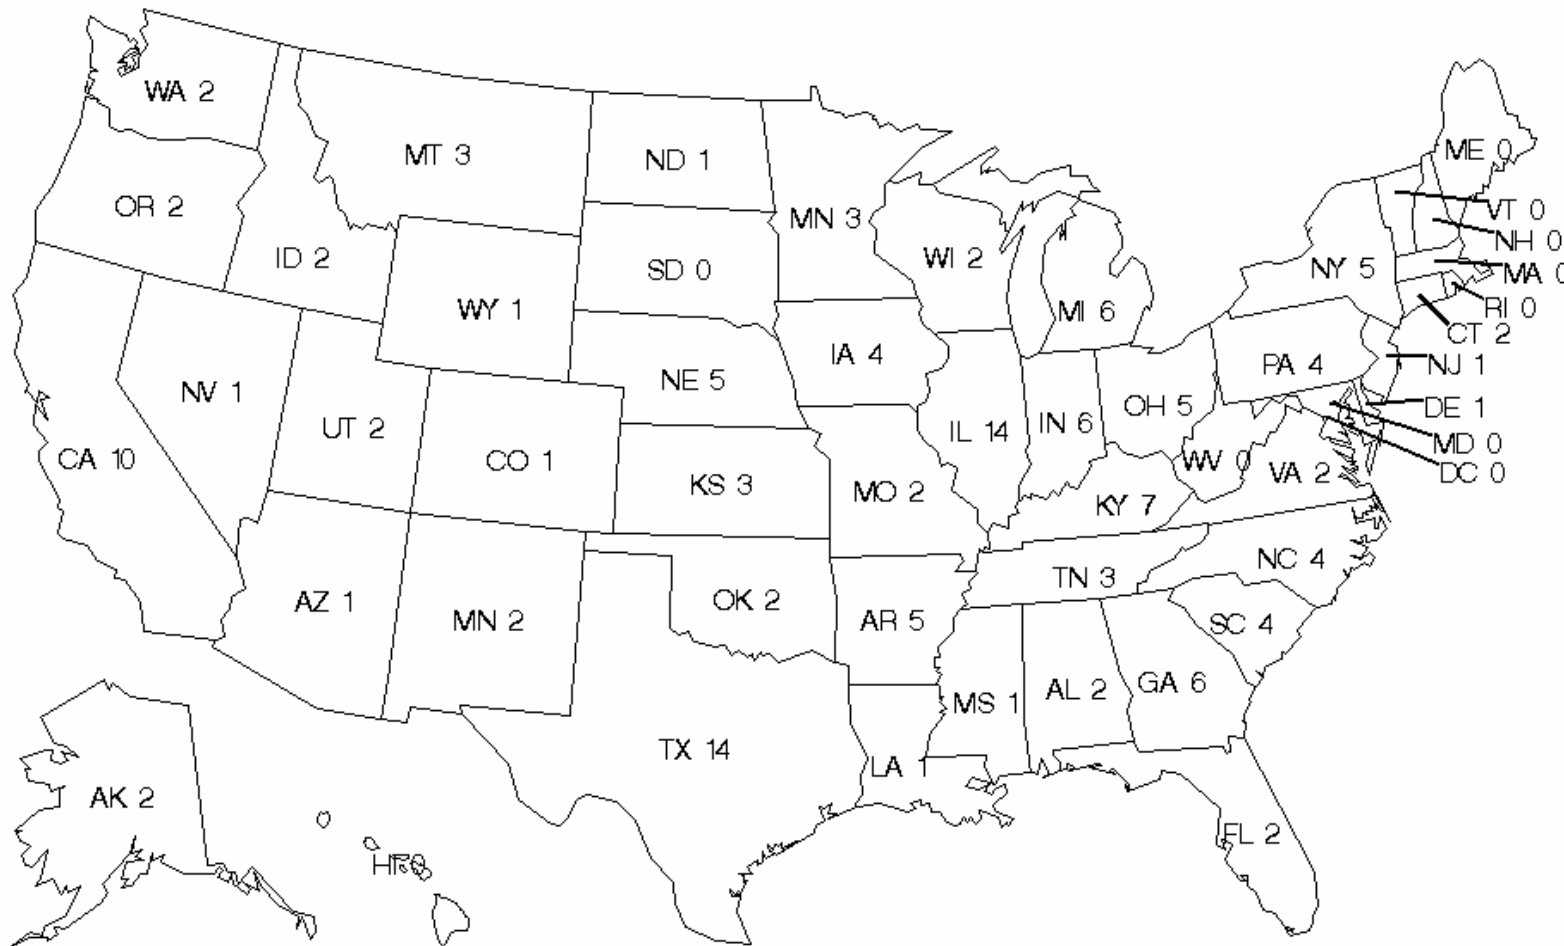 WA 2
MT 3
ND 1
ME 0
OR 2
MN 3
VT 0
NH 0
ID 2
SD 0
WI 2
NY 5
MA 0
WY 1
MI 6
RI 0
CT 2
IA 4
PA 4
NJ 1
NV 1
NE 5
OH 5
DE 1
UT 2
IL 14
IN 6
MD 0
CA 10
CO 1
WV 0
VA 2
DC 0
KS 3
MO 2
KY 7
NC 4
TN 3
AZ 1
MN 2
OK 2
AR 5
SC 4
MS 1
AL 2
GA 6
TX 14
LA 1
AK 2
FL 2